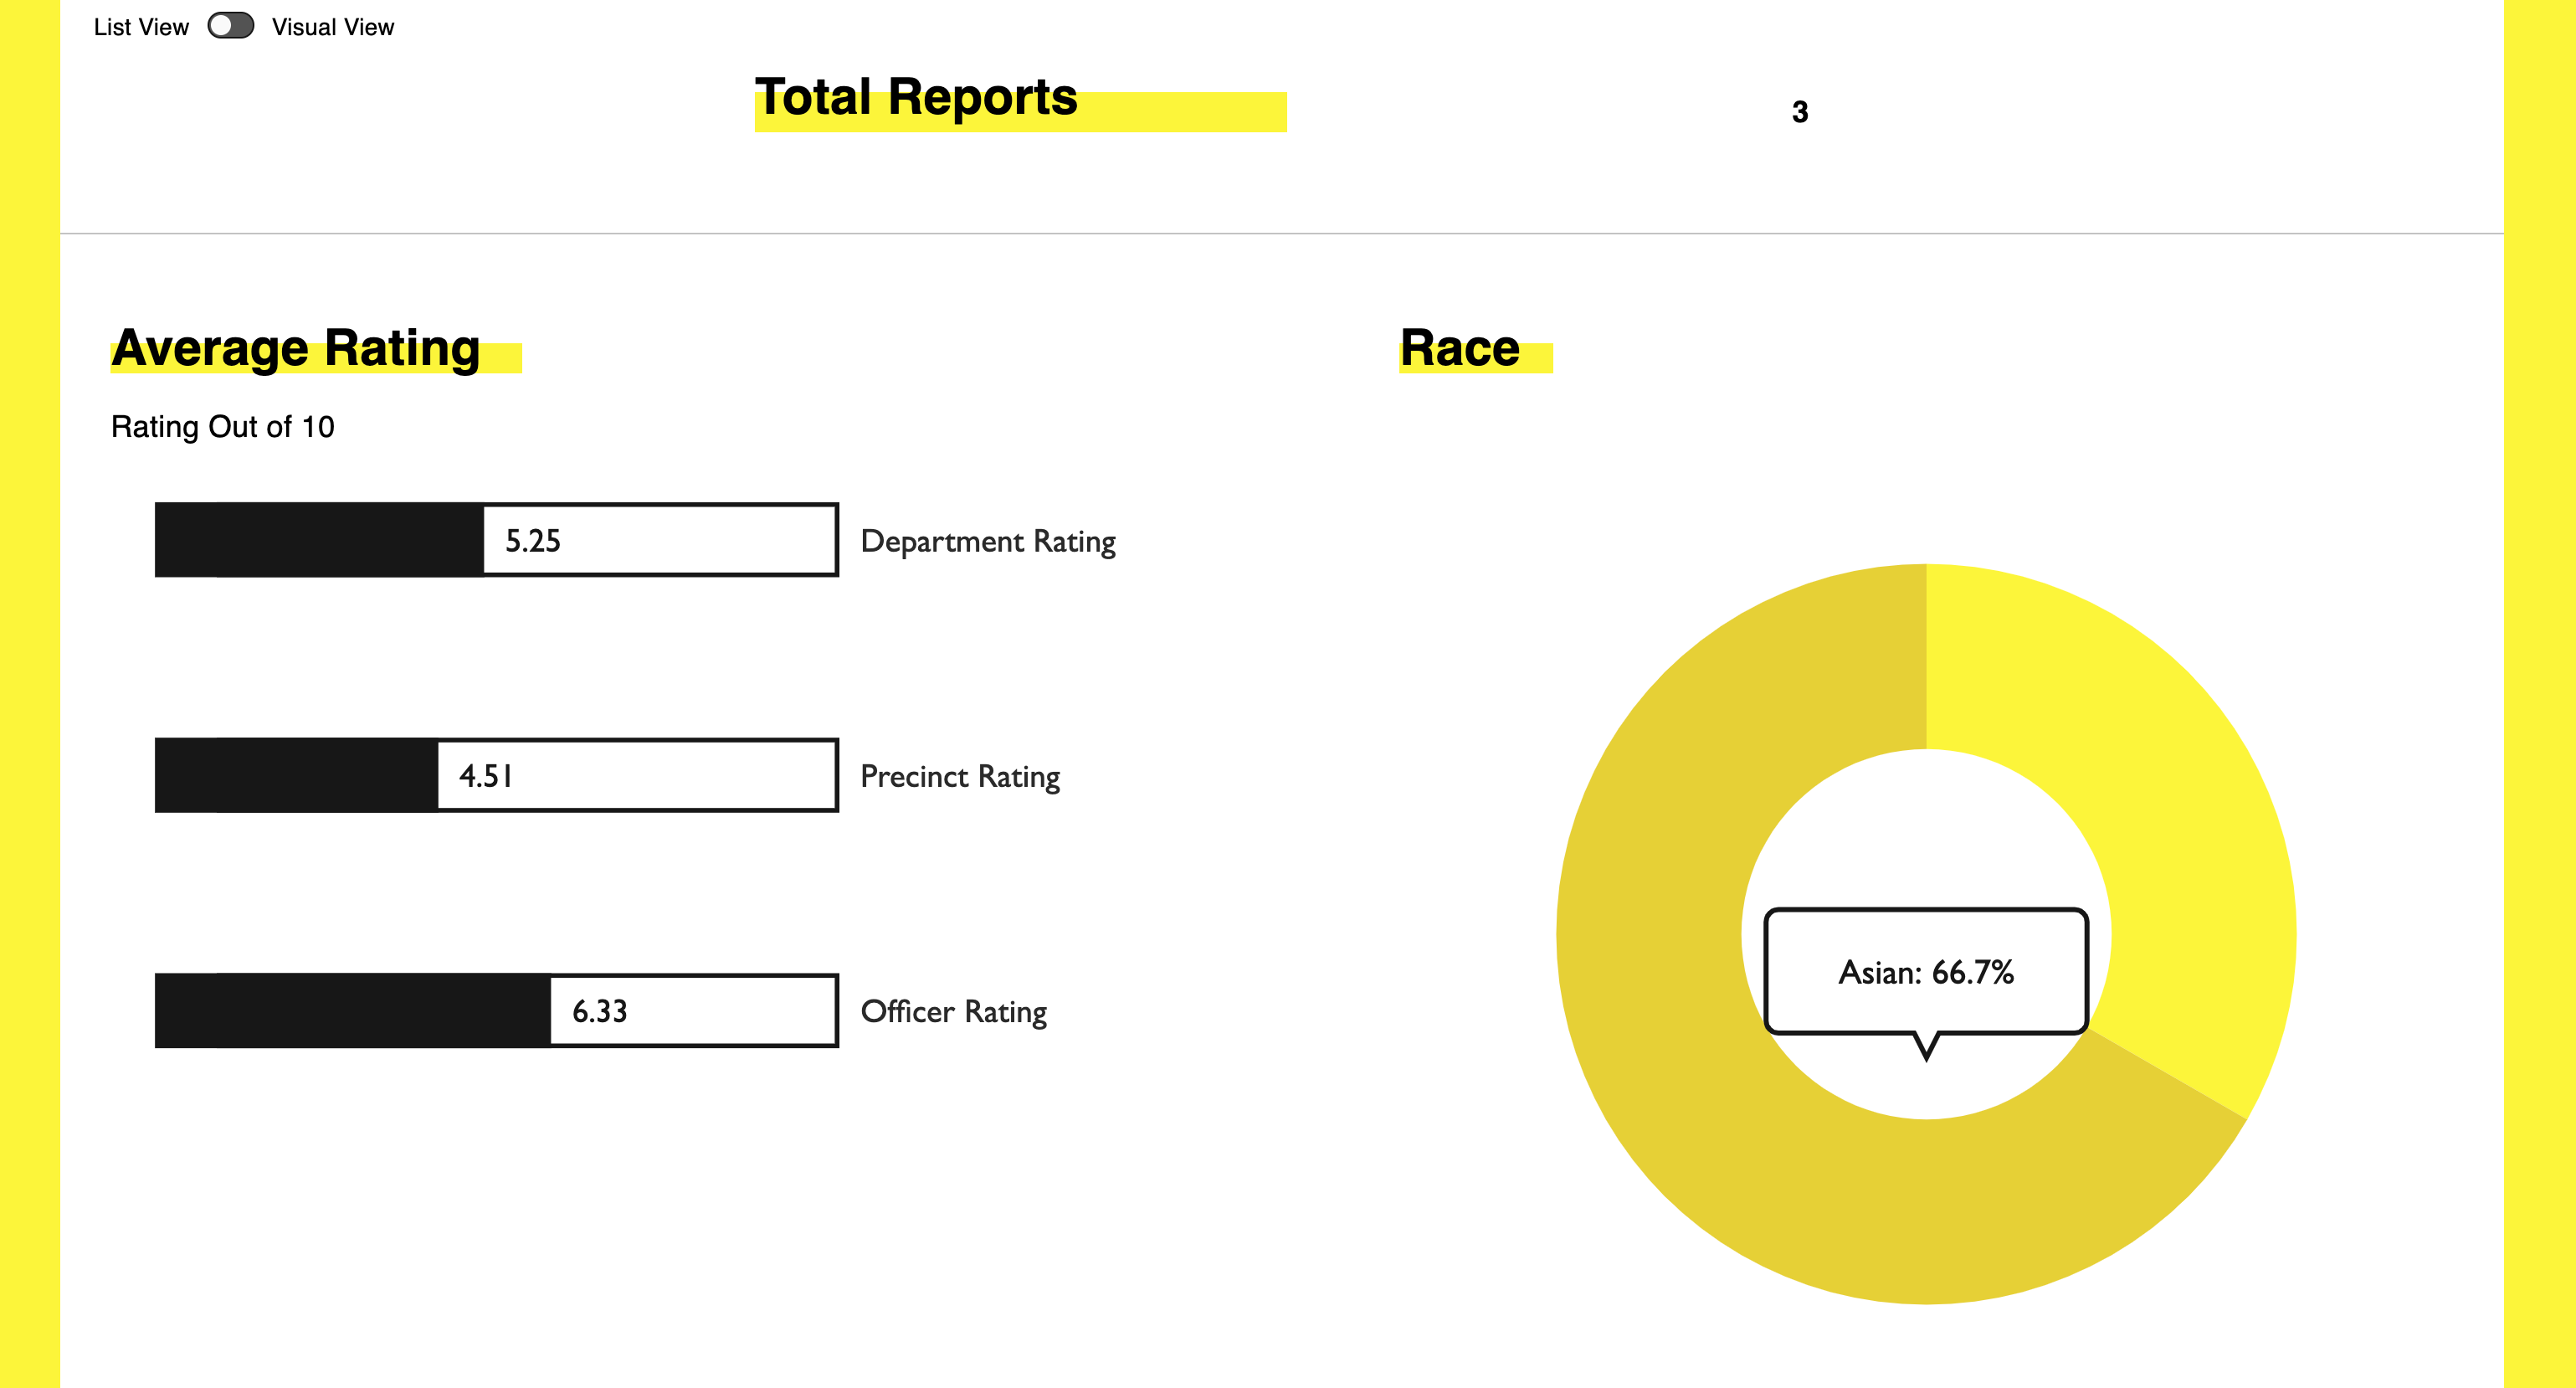 List View Visual View
Total Reports
3
Average Rating
Rating Out of 10
5.25 Department Rating
4.51 Precinct Rating
6.33 Officer Rating
Race
Asian: 66.7%